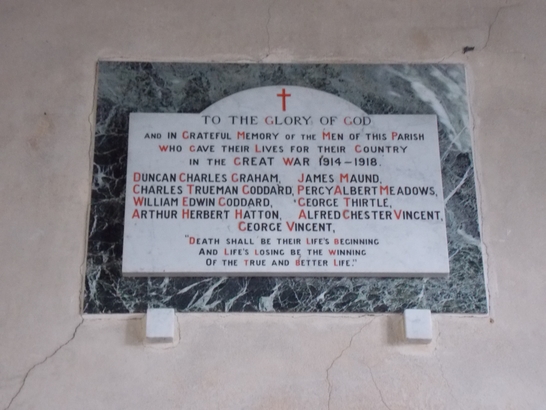 TO THE GLORY OF GOD
AND IN GRATEFUL MEMORY OF THE MEN OF THIS PARISH
WHO GAVE THEIR LIVES FOR THEIR COUNTRY
IN THE GREAT WAR 1914-1918.
DUNCAN CHARLES GRAHAM, JAMES MAUND,
CHARLES TRUEMAN GODDARD, PERCY ALBERT MEADOWS,
WILLIAM EDWIN GODDARD, GEORGE THIRTLE,
ARTHUR HERBERT HATTON, ALFRED CHESTER VINCENT,
GEORGE VINCENT,
"DEATH SHALL BE THEIR LIFE'S BEGINNING
AND LIFE'S LOSING BE THE WINNING
OF THE TRUE AND BETTER LIFE."